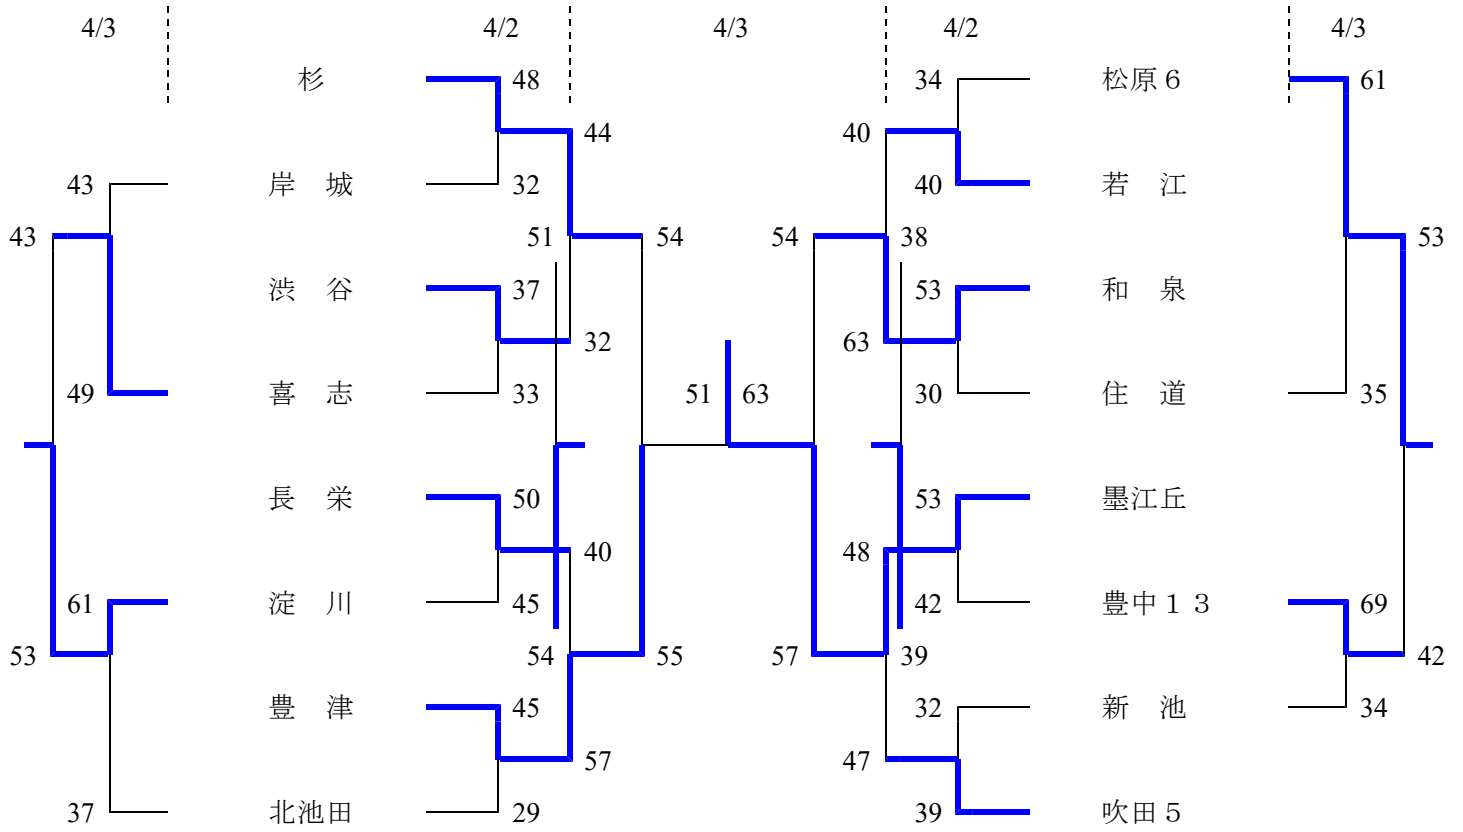 4/3 4/2 4/3 4/2 4/3
杉 48 34 松原６ 61
44 40
43 岸　城 32 40 若　江
43 51 54 54 38 53
渋　谷 37 53 和　泉
32 63
49 喜　志 33 51 63 30 住　道 35
長　栄 50 53 墨江丘
40 48
61 淀　川 45 42 豊中１３ 69
53 54 55 57 39 42
豊　津 45 32 新　池 34
57 47
37 北池田 29 39 吹田５